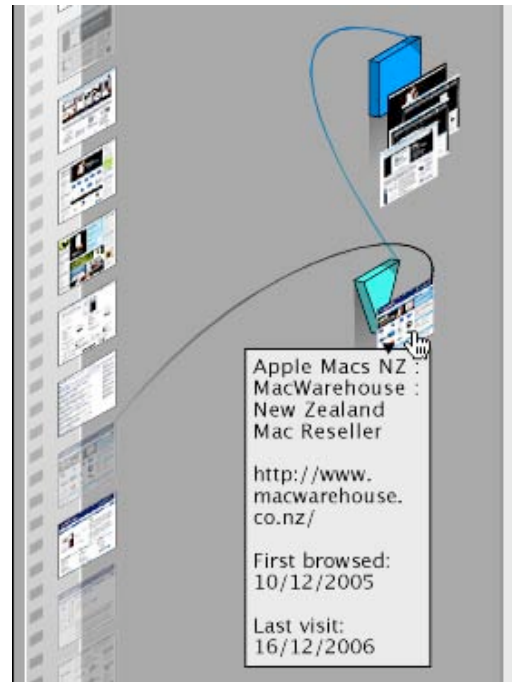 Apple Macs NZ :
MacWarehouse :
New Zealand
Mac Reseller
http://www.
macwarehouse.
co.nz/
First browsed:
10/12/2005
Last visit:
16/12/2006